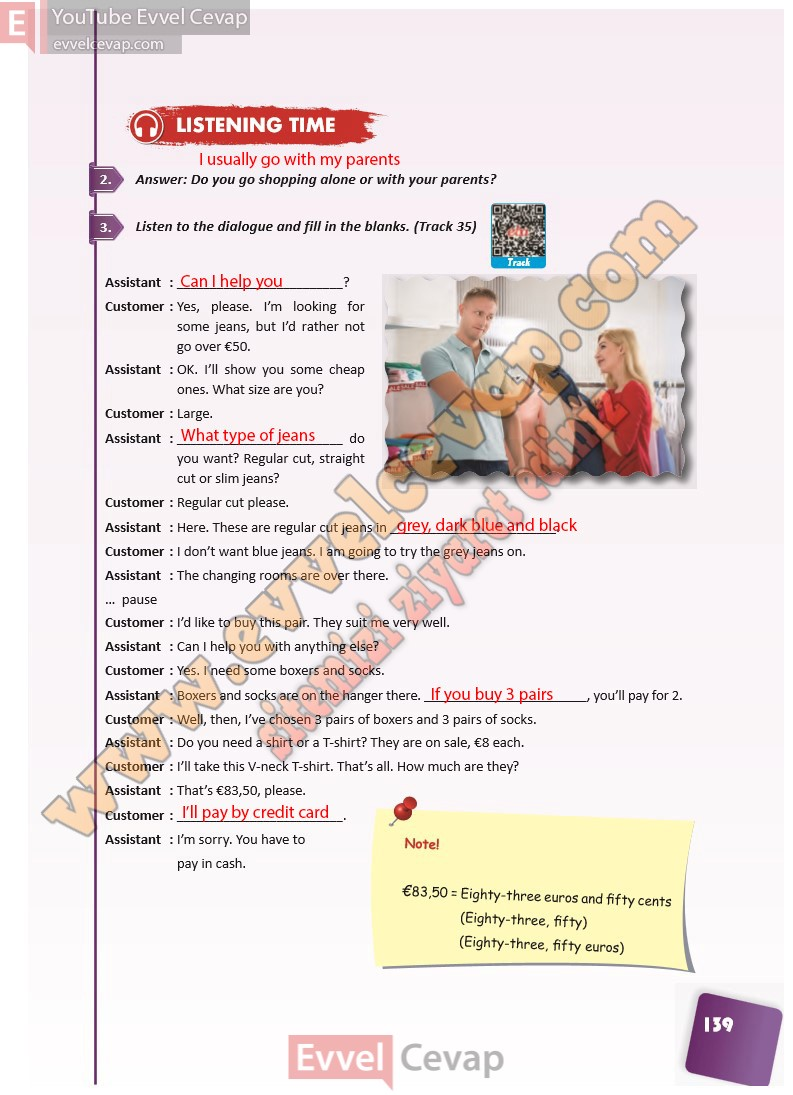 E
YouTube Evvel Cevap
evvelcevap.com
LISTENING TIME
I usually go with my parents
2. Answer: Do you go shopping alone or with your parents?
3. Listen to the dialogue and fill in the blanks. (Track 35)
Track
Assistant : Can I help you ?
Customer : Yes, please. I'm looking for
some jeans, but I'd rather not
go over €50.
Assistant : OK. I'll show you some cheap
ones. What size are you?
Customer : Large.
Assistant : What type of jeans do
you want? Regular cut, straight
cut or slim jeans?
Customer : Regular cut please.
Assistant : Here. These are regular cut jeans in grey, dark blue and black.
Customer : I don't want blue jeans. I am going to try the grey jeans on.
Assistant : The changing rooms are over there.
... pause
Customer : I'd like to buy this pair. They suit me very well.
Assistant : Can I help you with anything else?
Customer : Yes. I need some boxers and socks.
Assistant : Boxers and socks are on the hanger there. If you buy 3 pairs, you'll pay for 2.
Customer : Well, then, I've chosen 3 pairs of boxers and 3 pairs of socks.
Assistant : Do you need a shirt or a T-shirt? They are on sale, €8 each.
Customer : I'll take this V-neck T-shirt. That's all. How much are they?
Assistant : That's €83,50, please.
Customer : I'll pay by credit card.
Assistant : I'm sorry. You have to
pay in cash.
Note!
€83,50 = Eighty-three euros and fifty cents
(Eighty-three, fifty)
(Eighty-three, fifty euros)
www.evvelcevap.com
sitemizi ziyaret ediniz
139
Evvel Cevap